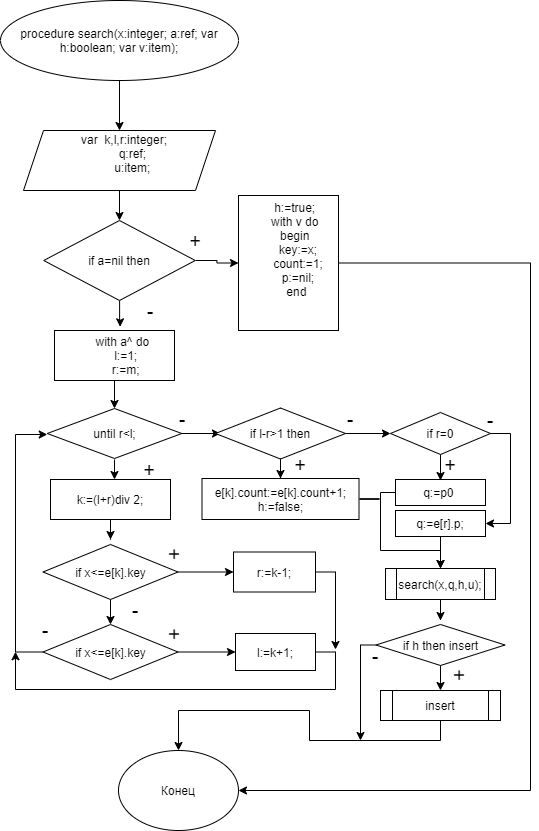 procedure search(x:integer; a:ref; var
h:boolean; var v:item);
var k,l,r:integer;
q:ref;
u:item;
if a=nil then
+
-
h:=true;
with v do
begin
key:=x;
count:=1;
p:=nil;
end
with a^ do
l:=1;
r:=m;
until r<l;
-
+
if l-r>1 then
-
+
if r=0
-
+
k:=(l+r)div 2;
e[k].count:=e[k].count+1;
h:=false;
q:=p0
q:=e[r].p;
if x<=e[k].key
+
-
r:=k-1;
search(x,q,h,u);
if x<=e[k].key
-
+
l:=k+1;
if h then insert
-
+
insert
Конец